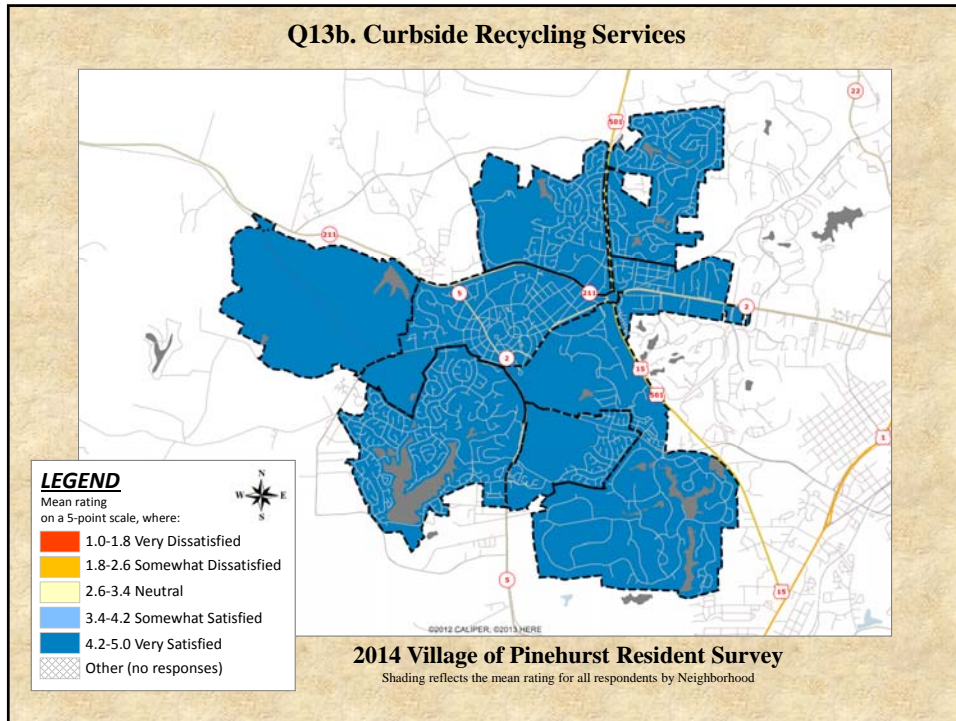 Q13b. Curbside Recycling Services
22
501
211
5
211
2
2
15
501
1
5
15
LEGEND
Mean rating
on a 5-point scale, where:
N
W E
S
1.0-1.8 Very Dissatisfied
1.8-2.6 Somewhat Dissatisfied
2.6-3.4 Neutral
3.4-4.2 Somewhat Satisfied
4.2-5.0 Very Satisfied
Other (no responses)
©2012 CALIPER, ©2013 HERE
2014 Village of Pinehurst Resident Survey
Shading reflects the mean rating for all respondents by Neighborhood